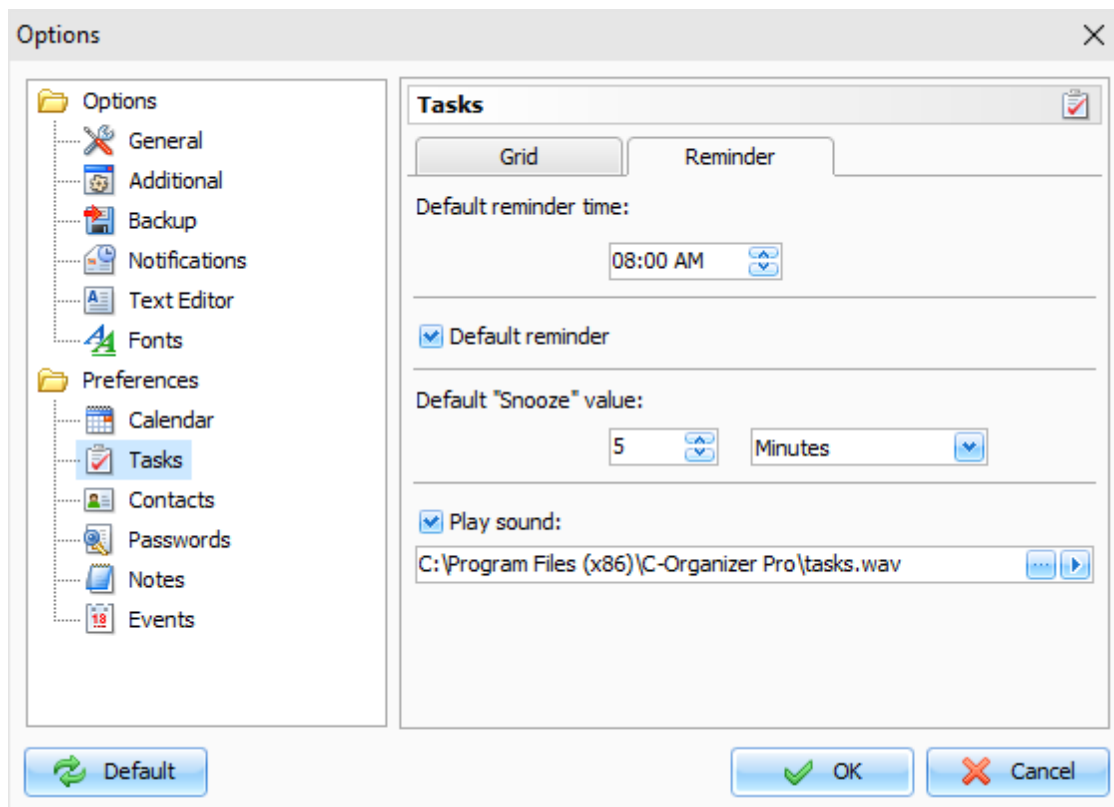 Options
Options
General
Additional
Backup
Notifications
Text Editor
Fonts
Preferences
Calendar
Tasks
Contacts
Passwords
Notes
Events
Tasks
Grid
Reminder
Default reminder time:
08:00 AM
Default reminder
Default "Snooze" value:
5
Minutes
Play sound:
C:\Program Files (x86)\C-Organizer Pro\tasks.wav
Default
OK
Cancel